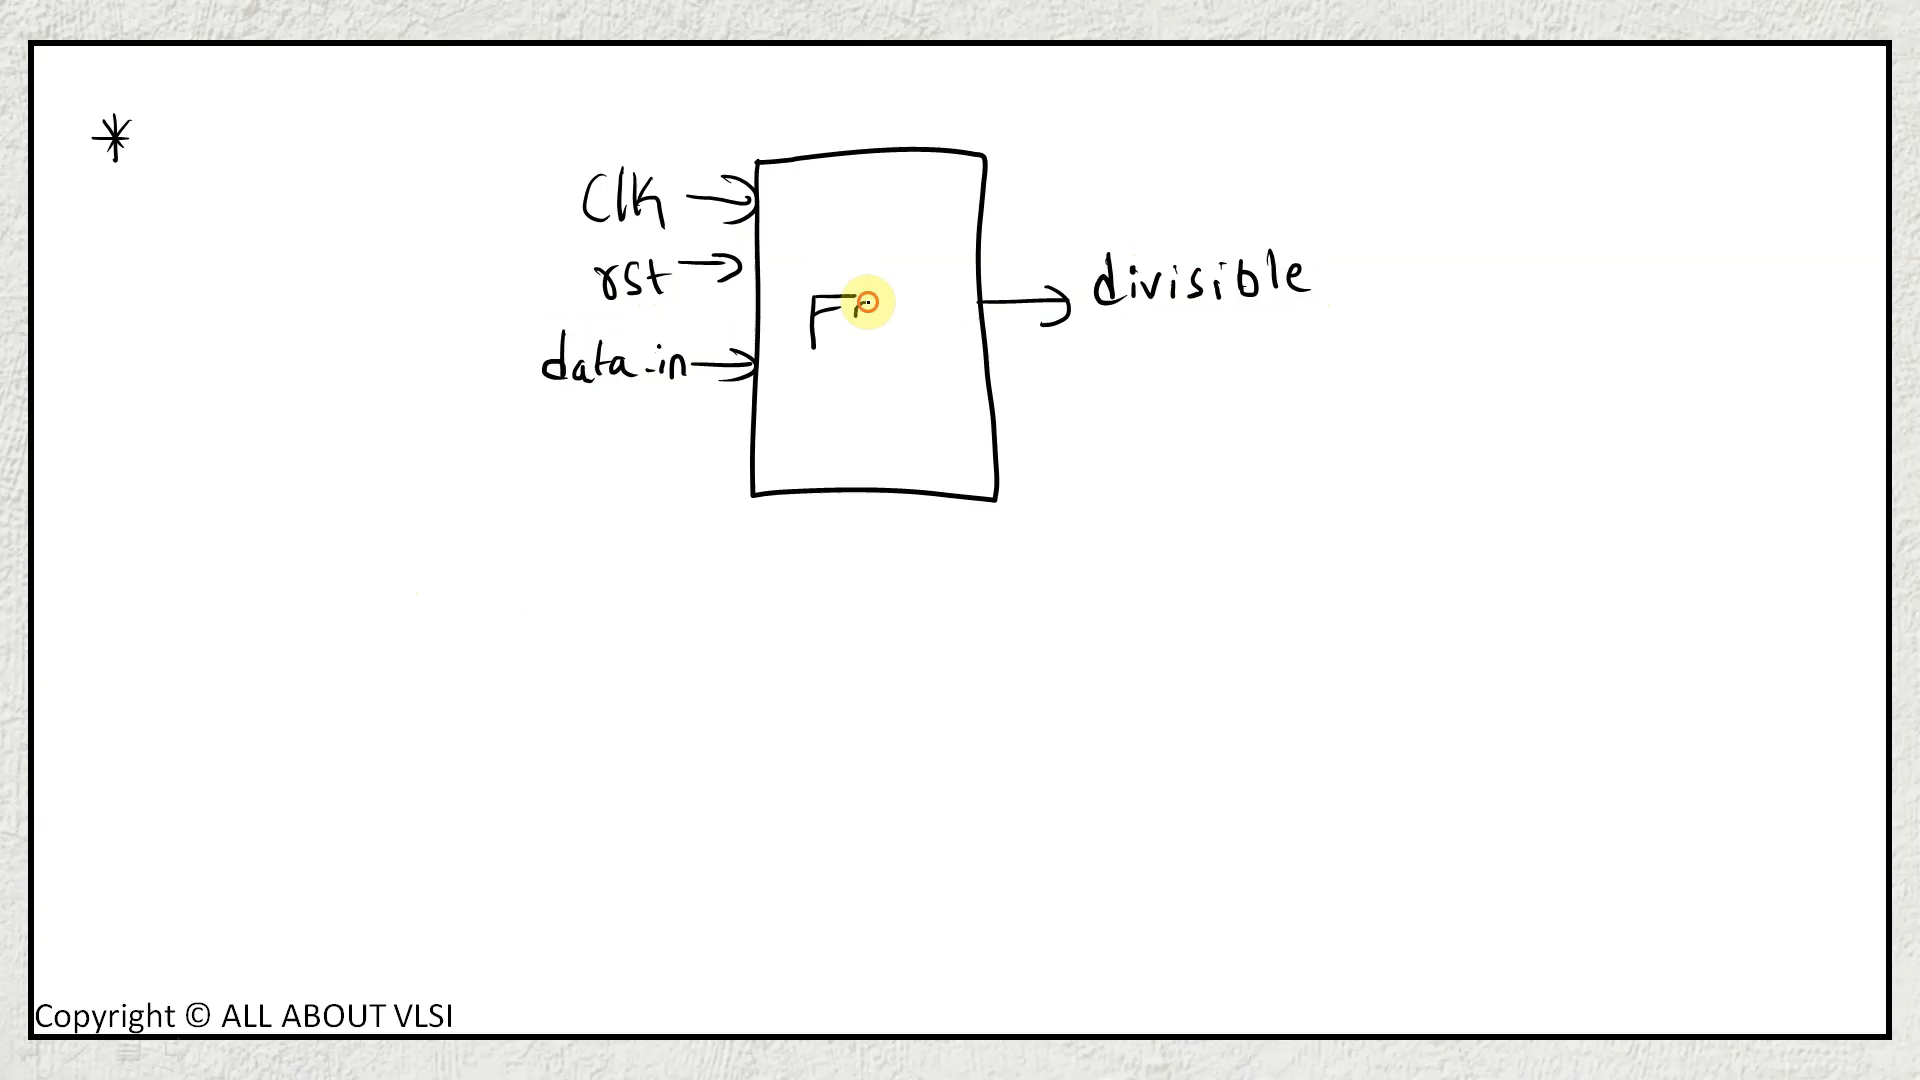 *
Clk
rst
data_in
F
divisible
Copyright © ALL ABOUT VLSI